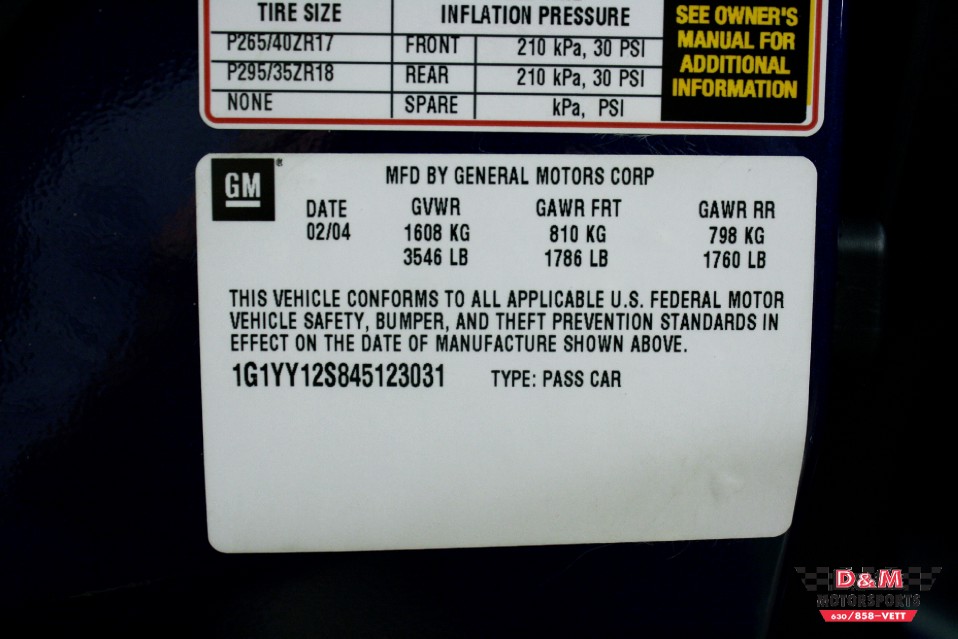 TIRE SIZE INFLATION PRESSURE
P265/40ZR17 FRONT 210 kPa, 30 PSI
P295/35ZR18 REAR 210 kPa, 30 PSI
NONE SPARE kPa, PSI
SEE OWNER'S
MANUAL FOR
ADDITIONAL
INFORMATION
GM®
MFD BY GENERAL MOTORS CORP
DATE GVWR GAWR FRT GAWR RR
02/04 1608 KG 810 KG 798 KG
3546 LB 1786 LB 1760 LB
THIS VEHICLE CONFORMS TO ALL APPLICABLE U.S. FEDERAL MOTOR
VEHICLE SAFETY, BUMPER, AND THEFT PREVENTION STANDARDS IN
EFFECT ON THE DATE OF MANUFACTURE SHOWN ABOVE.
1G1YY12S845123031 TYPE: PASS CAR
D&M
MOTORSPORTS
630/858-VETT